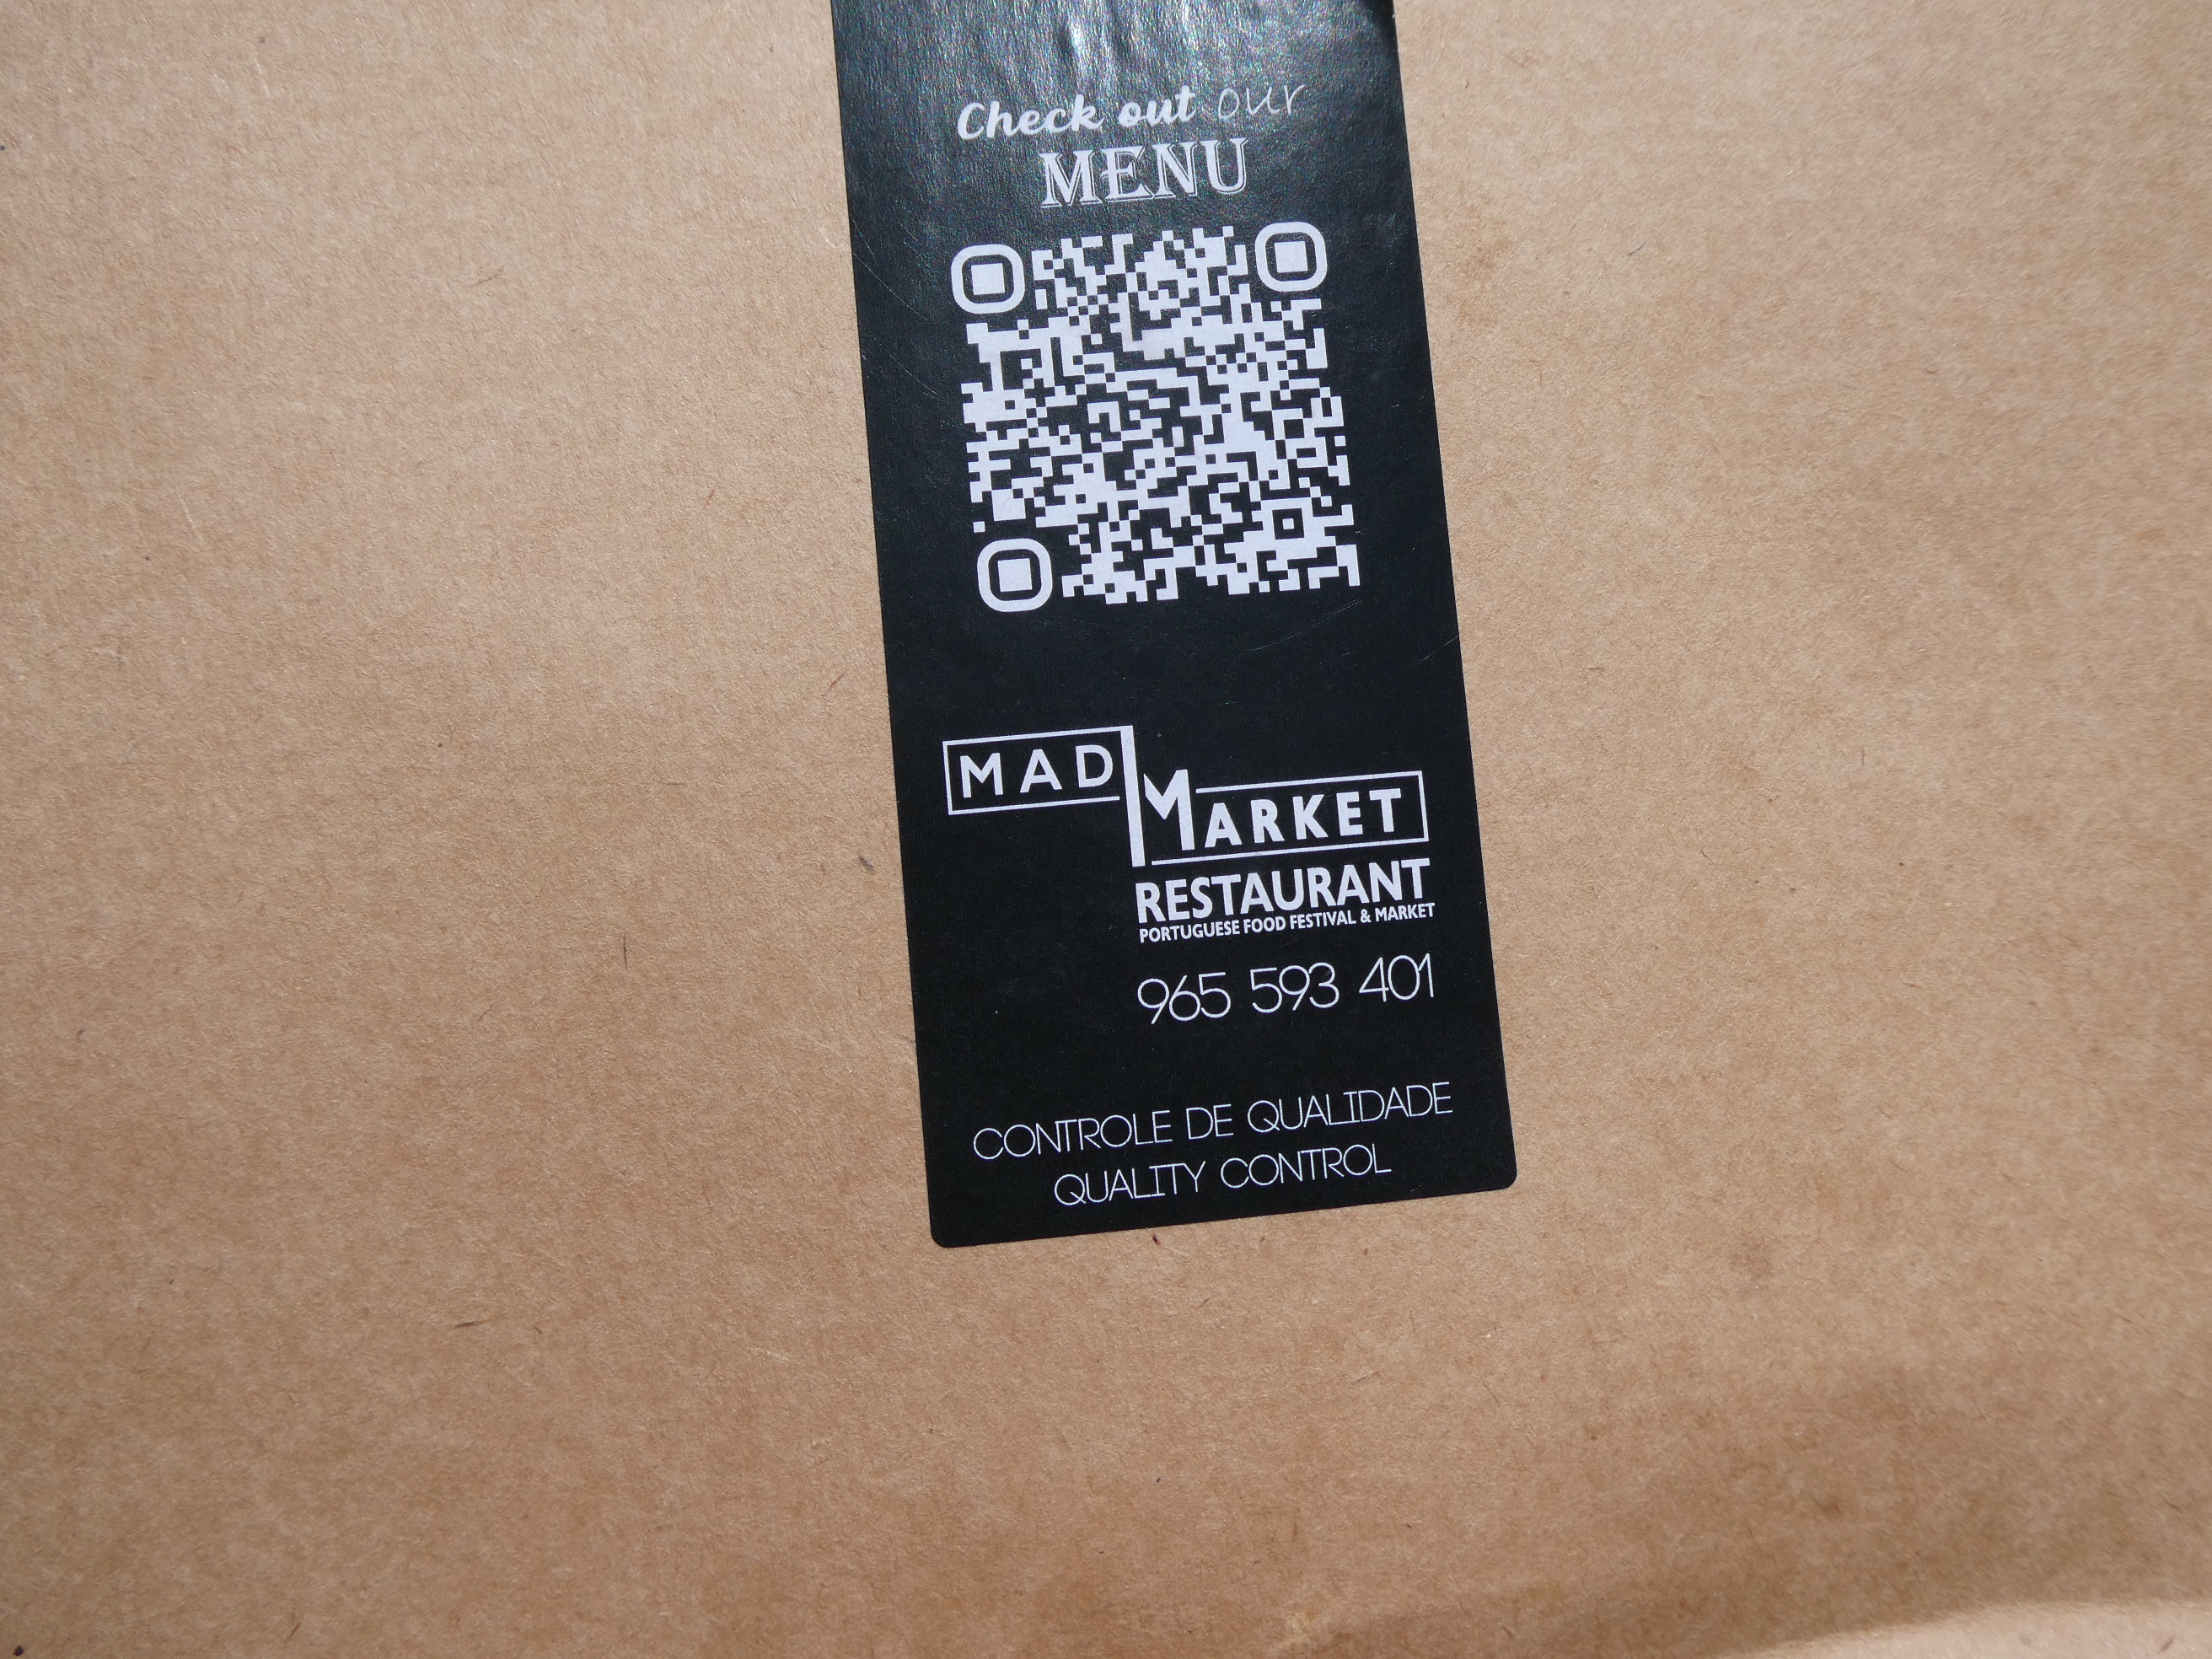 Check out our
MENU
MAD
MARKET
RESTAURANT
PORTUGUESE FOOD FESTIVAL & MARKET
965 593 401
CONTROLE DE QUALIDADE
QUALITY CONTROL